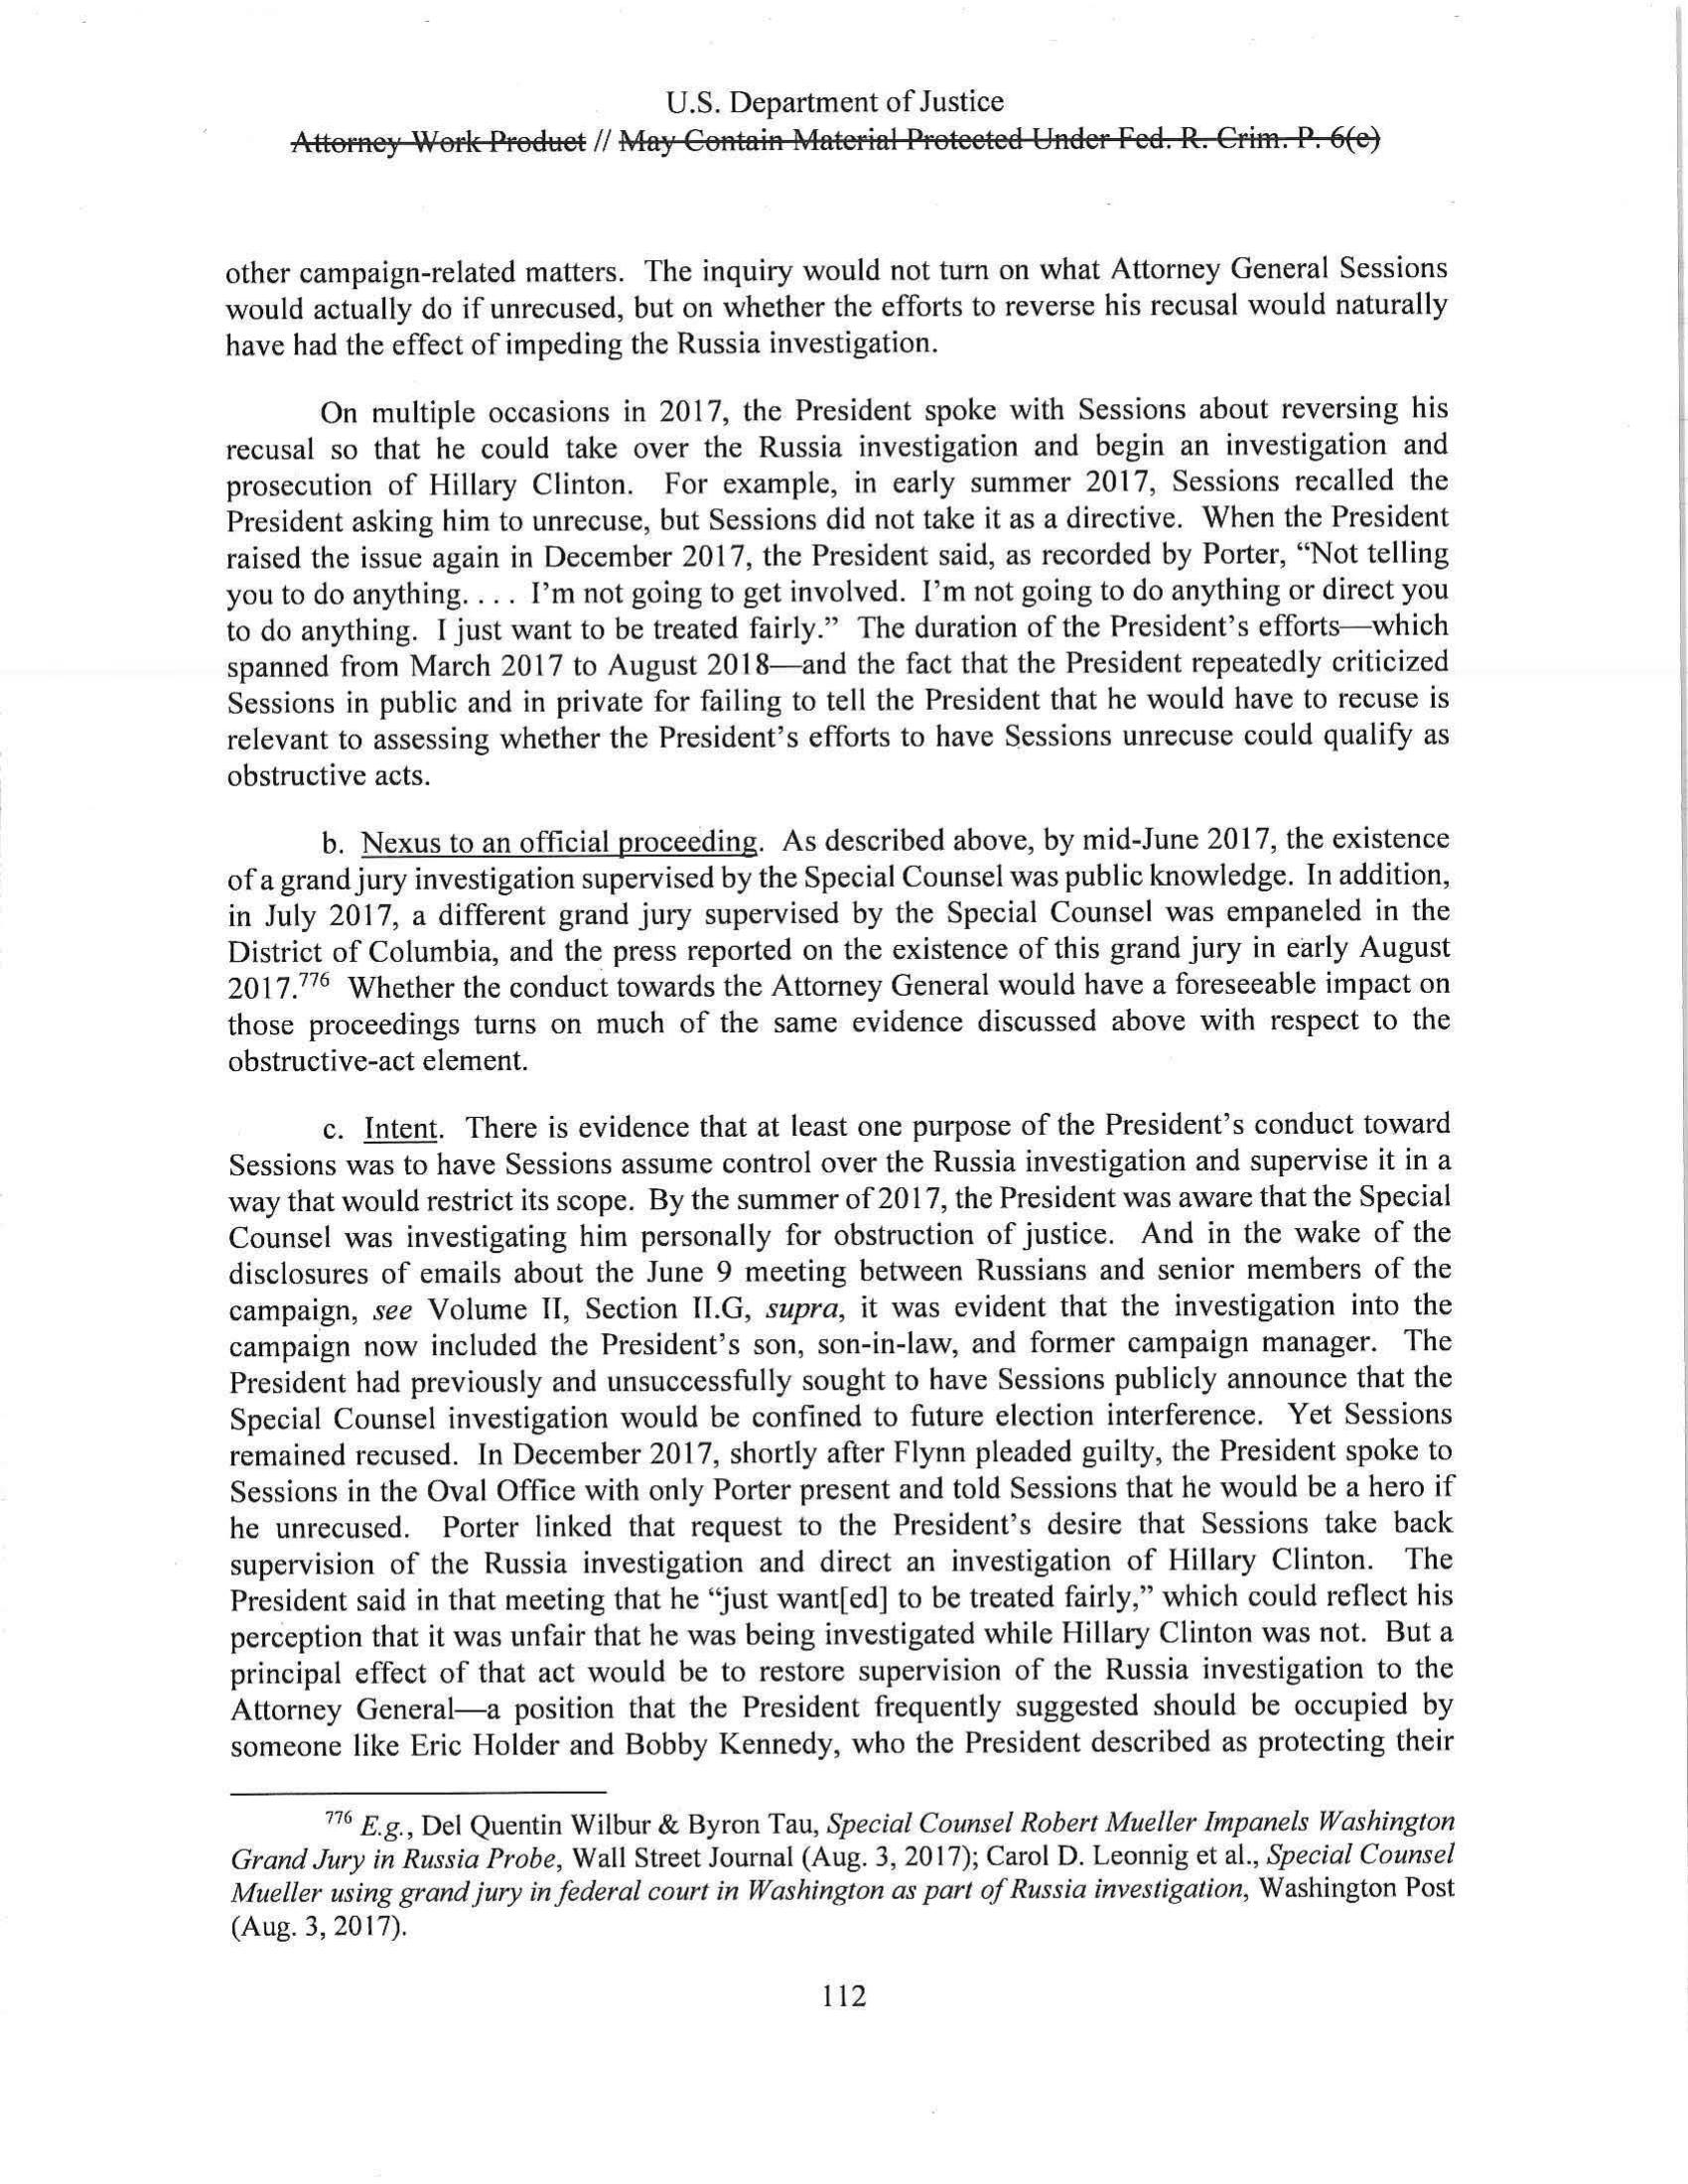 U.S. Department of Justice
Attorney Work Product // May Contain Material Protected Under Fed. R. Crim. P. 6(e)
other campaign-related matters. The inquiry would not turn on what Attorney General Sessions
would actually do if unrecused, but on whether the efforts to reverse his recusal would naturally
have had the effect of impeding the Russia investigation.
On multiple occasions in 2017, the President spoke with Sessions about reversing his
recusal so that he could take over the Russia investigation and begin an investigation and
prosecution of Hillary Clinton. For example, in early summer 2017, Sessions recalled the
President asking him to unrecuse, but Sessions did not take it as a directive. When the President
raised the issue again in December 2017, the President said, as recorded by Porter, “Not telling
you to do anything. . . . I’m not going to get involved. I’m not going to do anything or direct you
to do anything. I just want to be treated fairly.” The duration of the President’s efforts—which
spanned from March 2017 to August 2018—and the fact that the President repeatedly criticized
Sessions in public and in private for failing to tell the President that he would have to recuse is
relevant to assessing whether the President’s efforts to have Sessions unrecuse could qualify as
obstructive acts.
b. Nexus to an official proceeding. As described above, by mid-June 2017, the existence
of a grand jury investigation supervised by the Special Counsel was public knowledge. In addition,
in July 2017, a different grand jury supervised by the Special Counsel was empaneled in the
District of Columbia, and the press reported on the existence of this grand jury in early August
2017.776 Whether the conduct towards the Attorney General would have a foreseeable impact on
those proceedings turns on much of the same evidence discussed above with respect to the
obstructive-act element.
c. Intent. There is evidence that at least one purpose of the President’s conduct toward
Sessions was to have Sessions assume control over the Russia investigation and supervise it in a
way that would restrict its scope. By the summer of 2017, the President was aware that the Special
Counsel was investigating him personally for obstruction of justice. And in the wake of the
disclosures of emails about the June 9 meeting between Russians and senior members of the
campaign, see Volume II, Section II.G, supra, it was evident that the investigation into the
campaign now included the President’s son, son-in-law, and former campaign manager. The
President had previously and unsuccessfully sought to have Sessions publicly announce that the
Special Counsel investigation would be confined to future election interference. Yet Sessions
remained recused. In December 2017, shortly after Flynn pleaded guilty, the President spoke to
Sessions in the Oval Office with only Porter present and told Sessions that he would be a hero if
he unrecused. Porter linked that request to the President’s desire that Sessions take back
supervision of the Russia investigation and direct an investigation of Hillary Clinton. The
President said in that meeting that he “just want[ed] to be treated fairly,” which could reflect his
perception that it was unfair that he was being investigated while Hillary Clinton was not. But a
principal effect of that act would be to restore supervision of the Russia investigation to the
Attorney General—a position that the President frequently suggested should be occupied by
someone like Eric Holder and Bobby Kennedy, who the President described as protecting their
776 E.g., Del Quentin Wilbur & Byron Tau, Special Counsel Robert Mueller Impanels Washington
Grand Jury in Russia Probe, Wall Street Journal (Aug. 3, 2017); Carol D. Leonnig et al., Special Counsel
Mueller using grand jury in federal court in Washington as part of Russia investigation, Washington Post
(Aug. 3, 2017).
112